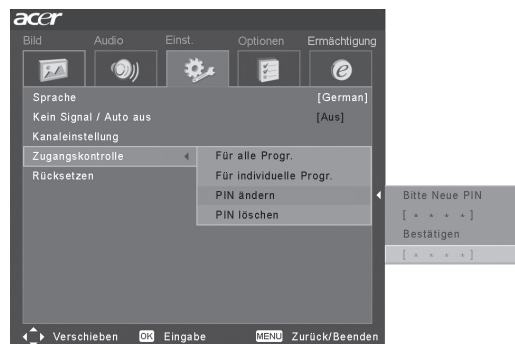 acer
Bild Audio Einst. Optionen Ermächtigung
e
Sprache [German]
Kein Signal / Auto aus [Aus]
Kanaleinstellung
Zugangskontrolle
Rücksetzen
Für alle Progr.
Für individuelle Progr.
PIN ändern
PIN löschen
Bitte Neue PIN
[ * * * * ]
Bestätigen
[ * * * * ]
Verschieben OK Eingabe MENU Zurück/Beenden